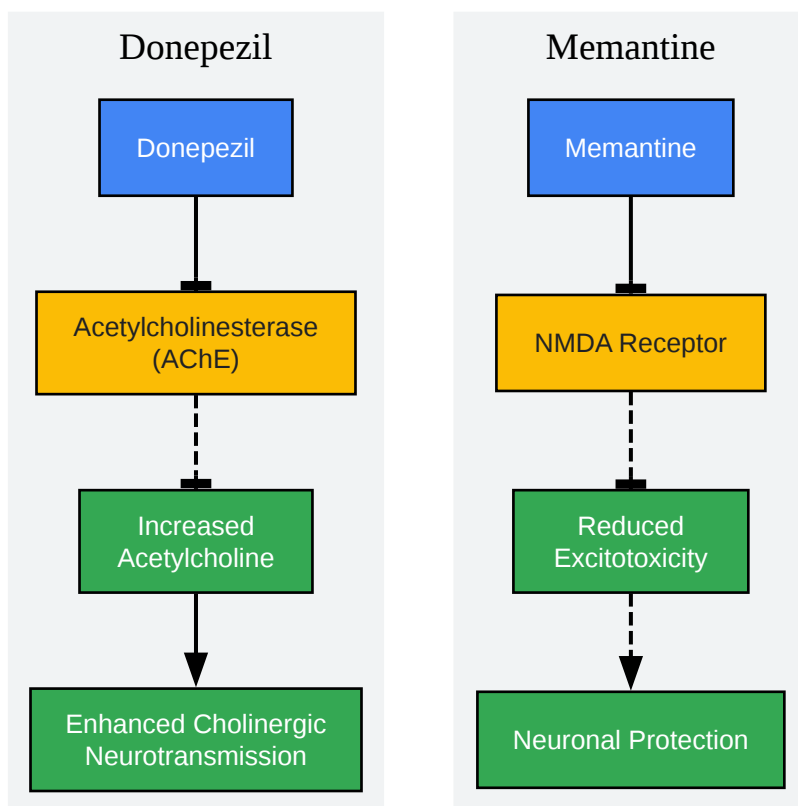 Donepezil
Donepezil
Acetylcholinesterase
(AChE)
Increased
Acetylcholine
Enhanced Cholinergic
Neurotransmission
Memantine
Memantine
NMDA Receptor
Reduced
Excitotoxicity
Neuronal Protection